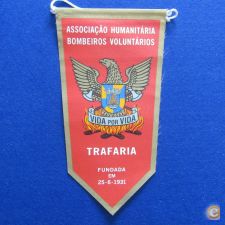 ASSOCIAÇÃO HUMANITÁRIA
BOMBEIROS VOLUNTÁRIOS
VIDA POR VIDA
TRAFARIA
FUNDADA
EM
25-6-1931